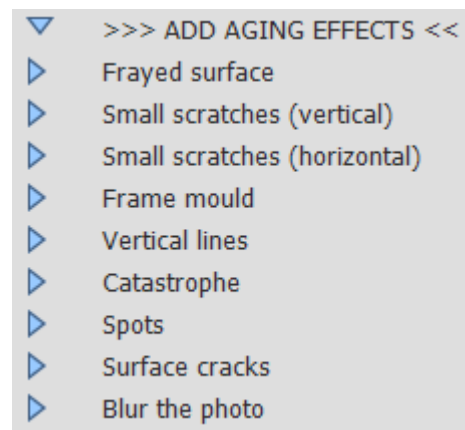 >>> ADD AGING EFFECTS <<
Frayed surface
Small scratches (vertical)
Small scratches (horizontal)
Frame mould
Vertical lines
Catastrophe
Spots
Surface cracks
Blur the photo